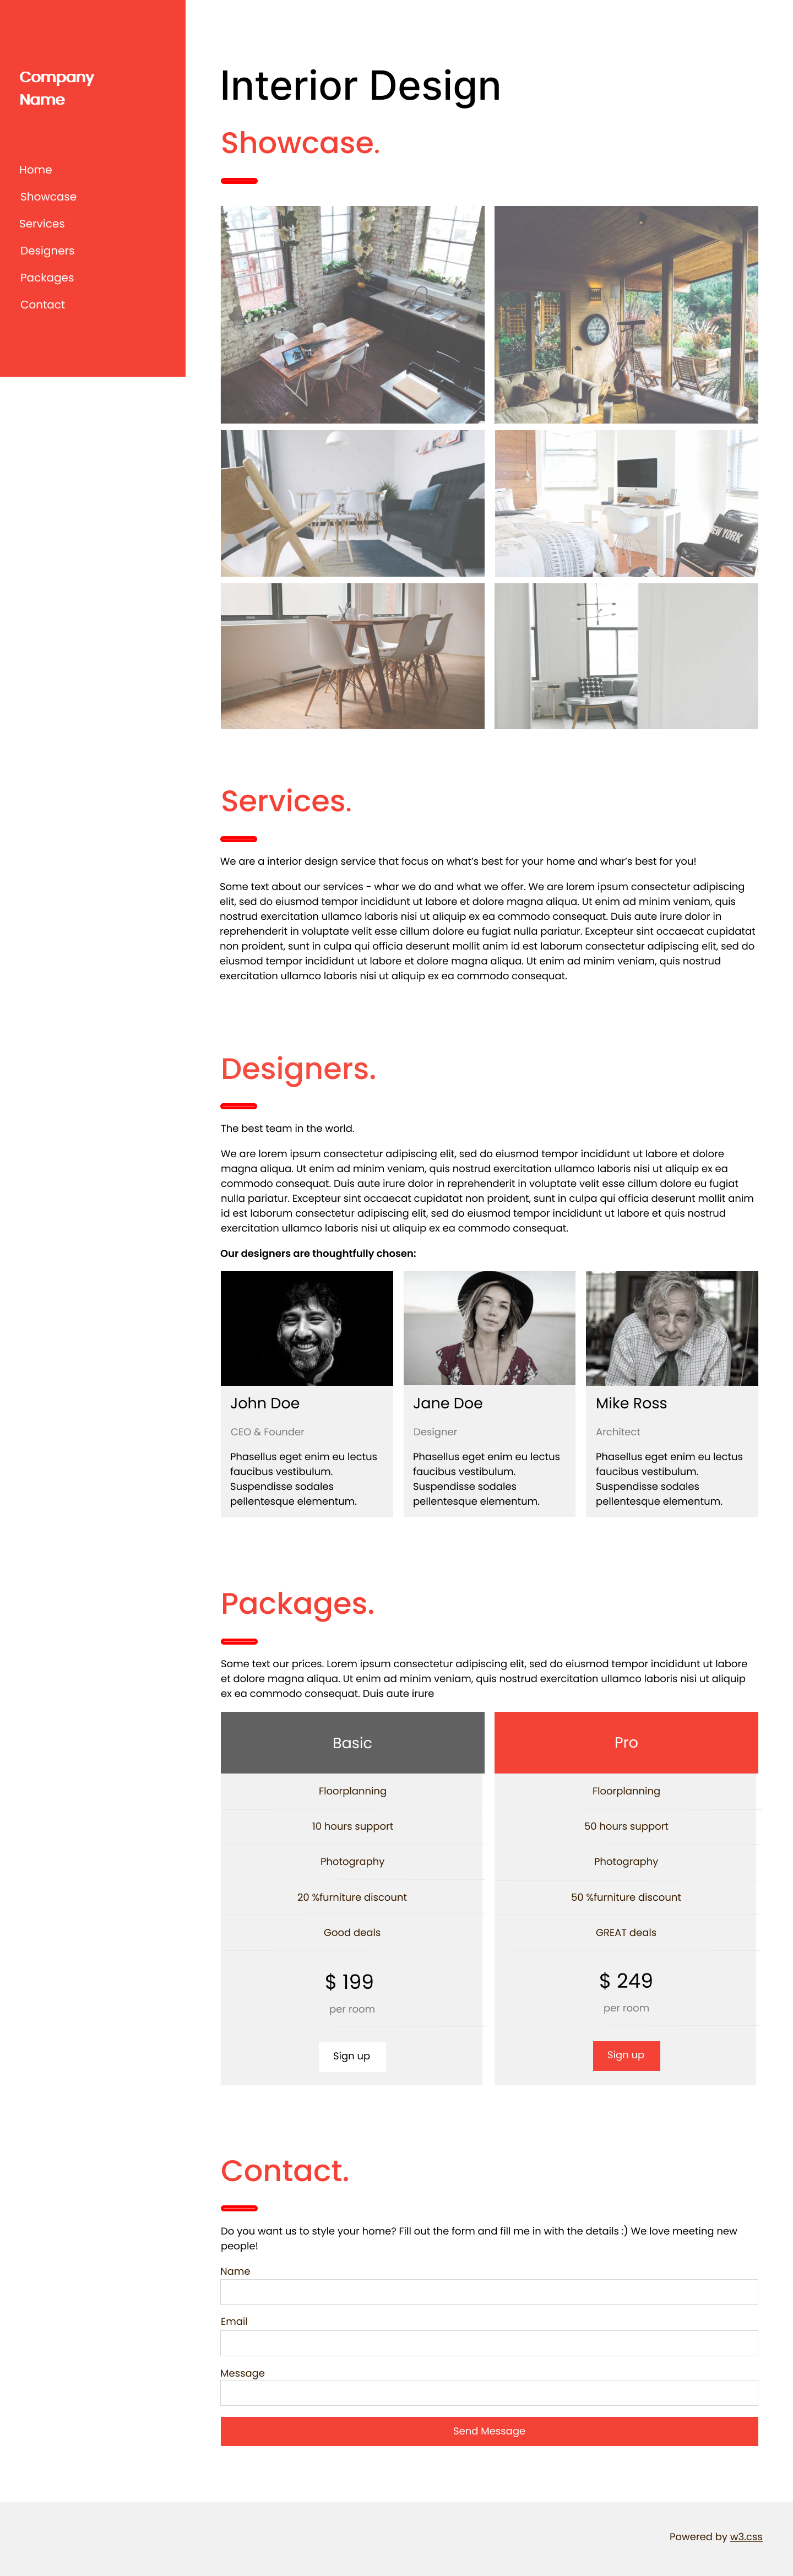 Company
Name
Home
Showcase
Services
Designers
Packages
Contact
Interior Design
Showcase.
NEW YORK
Services.
We are a interior design service that focus on what's best for your home and whar's best for you!
Some text about our services - whar we do and what we offer. We are lorem ipsum consectetur adipiscing
elit, sed do eiusmod tempor incididunt ut labore et dolore magna aliqua. Ut enim ad minim veniam, quis
nostrud exercitation ullamco laboris nisi ut aliquip ex ea commodo consequat. Duis aute irure dolor in
reprehenderit in voluptate velit esse cillum dolore eu fugiat nulla pariatur. Excepteur sint occaecat cupidatat
non proident, sunt in culpa qui officia deserunt mollit anim id est laborum consectetur adipiscing elit, sed do
eiusmod tempor incididunt ut labore et dolore magna aliqua. Ut enim ad minim veniam, quis nostrud
exercitation ullamco laboris nisi ut aliquip ex ea commodo consequat.
Designers.
The best team in the world.
We are lorem ipsum consectetur adipiscing elit, sed do eiusmod tempor incididunt ut labore et dolore
magna aliqua. Ut enim ad minim veniam, quis nostrud exercitation ullamco laboris nisi ut aliquip ex ea
commodo consequat. Duis aute irure dolor in reprehenderit in voluptate velit esse cillum dolore eu fugiat
nulla pariatur. Excepteur sint occaecat cupidatat non proident, sunt in culpa qui officia deserunt mollit anim
id est laborum consectetur adipiscing elit, sed do eiusmod tempor incididunt ut labore et quis nostrud
exercitation ullamco laboris nisi ut aliquip ex ea commodo consequat.
Our designers are thoughtfully chosen:
John Doe
CEO & Founder
Phasellus eget enim eu lectus
faucibus vestibulum.
Suspendisse sodales
pellentesque elementum.
Jane Doe
Designer
Phasellus eget enim eu lectus
faucibus vestibulum.
Suspendisse sodales
pellentesque elementum.
Mike Ross
Architect
Phasellus eget enim eu lectus
faucibus vestibulum.
Suspendisse sodales
pellentesque elementum.
Packages.
Some text our prices. Lorem ipsum consectetur adipiscing elit, sed do eiusmod tempor incididunt ut labore
et dolore magna aliqua. Ut enim ad minim veniam, quis nostrud exercitation ullamco laboris nisi ut aliquip
ex ea commodo consequat. Duis aute irure
Basic
Floorplanning
10 hours support
Photography
20 %furniture discount
Good deals
$ 199
per room
Sign up
Pro
Floorplanning
50 hours support
Photography
50 %furniture discount
GREAT deals
$ 249
per room
Sign up
Contact.
Do you want us to style your home? Fill out the form and fill me in with the details :) We love meeting new
people!
Name
Email
Message
Send Message
Powered by w3.css